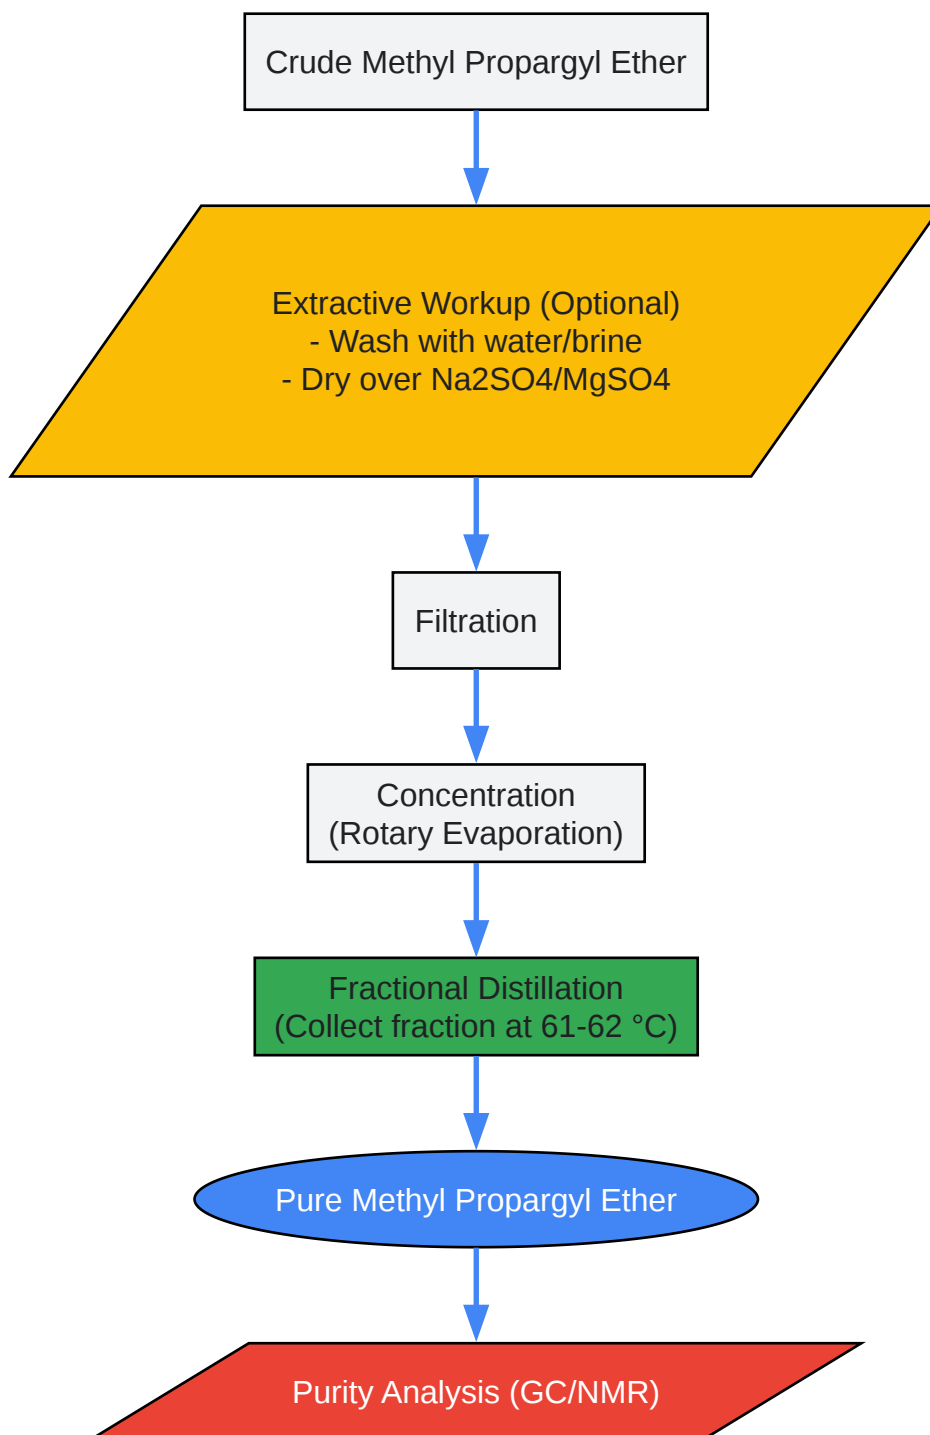 Crude Methyl Propargyl Ether
Extractive Workup (Optional)
- Wash with water/brine
- Dry over Na2SO4/MgSO4
Filtration
Concentration
(Rotary Evaporation)
Fractional Distillation
(Collect fraction at 61-62 °C)
Pure Methyl Propargyl Ether
Purity Analysis (GC/NMR)